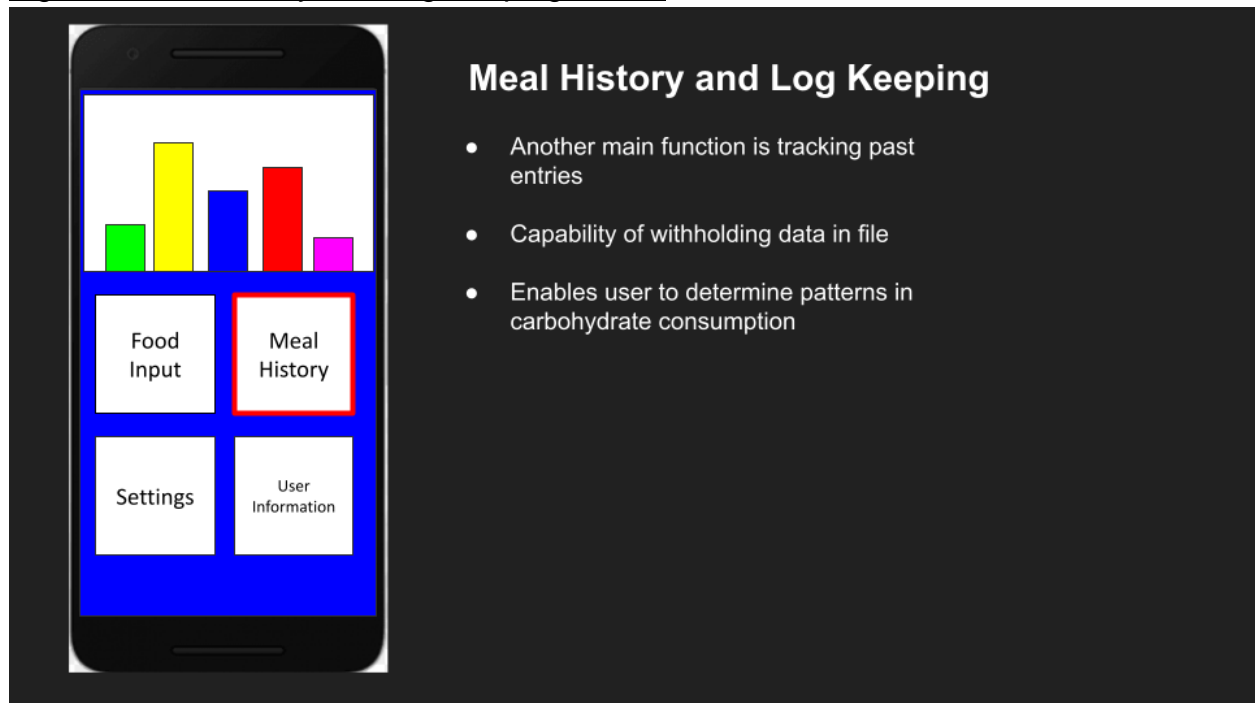 Meal History and Log Keeping
● Another main function is tracking past
entries
● Capability of withholding data in file
● Enables user to determine patterns in
carbohydrate consumption
Food
Input
Meal
History
Settings
User
Information